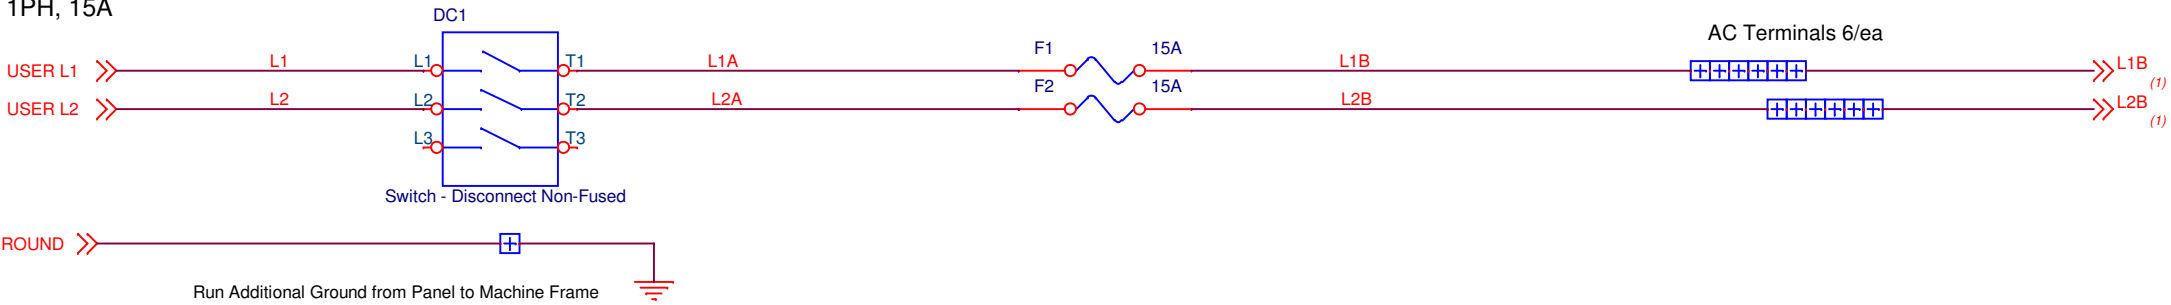 1PH, 15A
DC1
AC Terminals 6/ea
USER L1 L1 L1 T1 L1A F1 15A L1B L1B
(1)
USER L2 L2 L2 T2 L2A F2 15A L2B L2B
(1)
L3 T3
Switch - Disconnect Non-Fused
ROUND
Run Additional Ground from Panel to Machine Frame